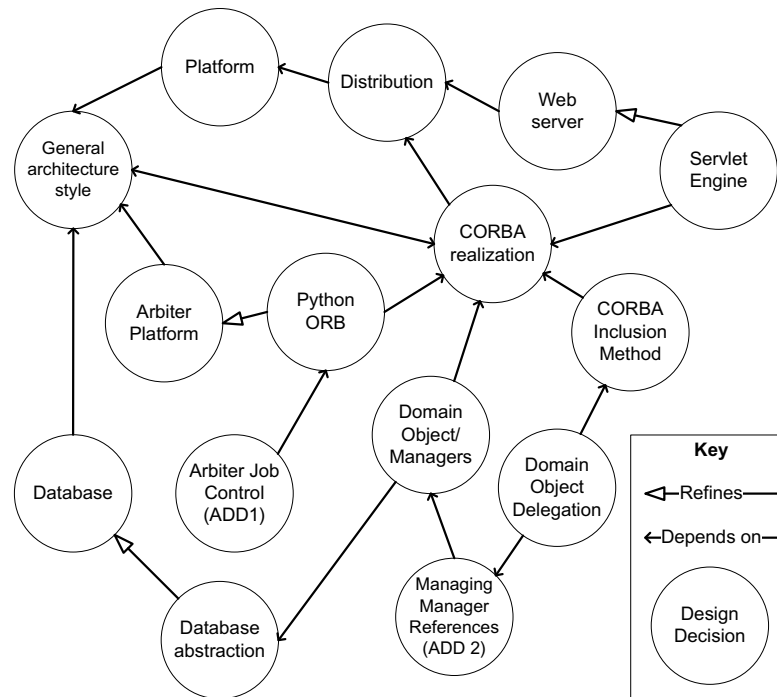 Platform
Distribution
Web
server
General
architecture
style
Servlet
Engine
CORBA
realization
Arbiter
Platform
Python
ORB
CORBA
Inclusion
Method
Domain
Object/
Managers
Database
Arbiter Job
Control
(ADD1)
Domain
Object
Delegation
Database
abstraction
Managing
Manager
References
(ADD 2)
Key
Refines
Depends on
Design
Decision